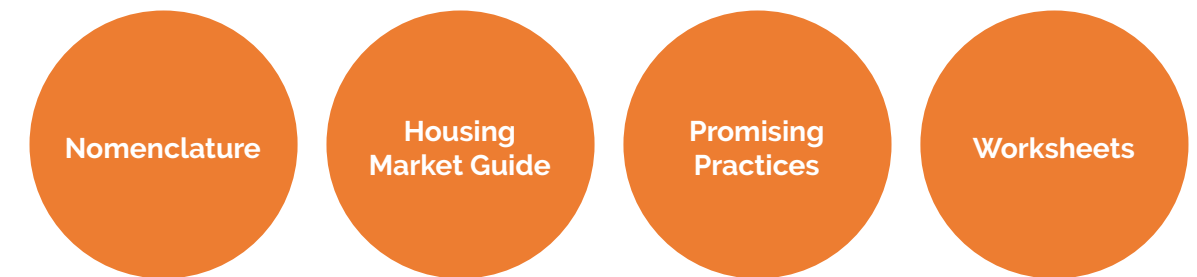 Nomenclature
Housing
Market Guide
Promising
Practices
Worksheets